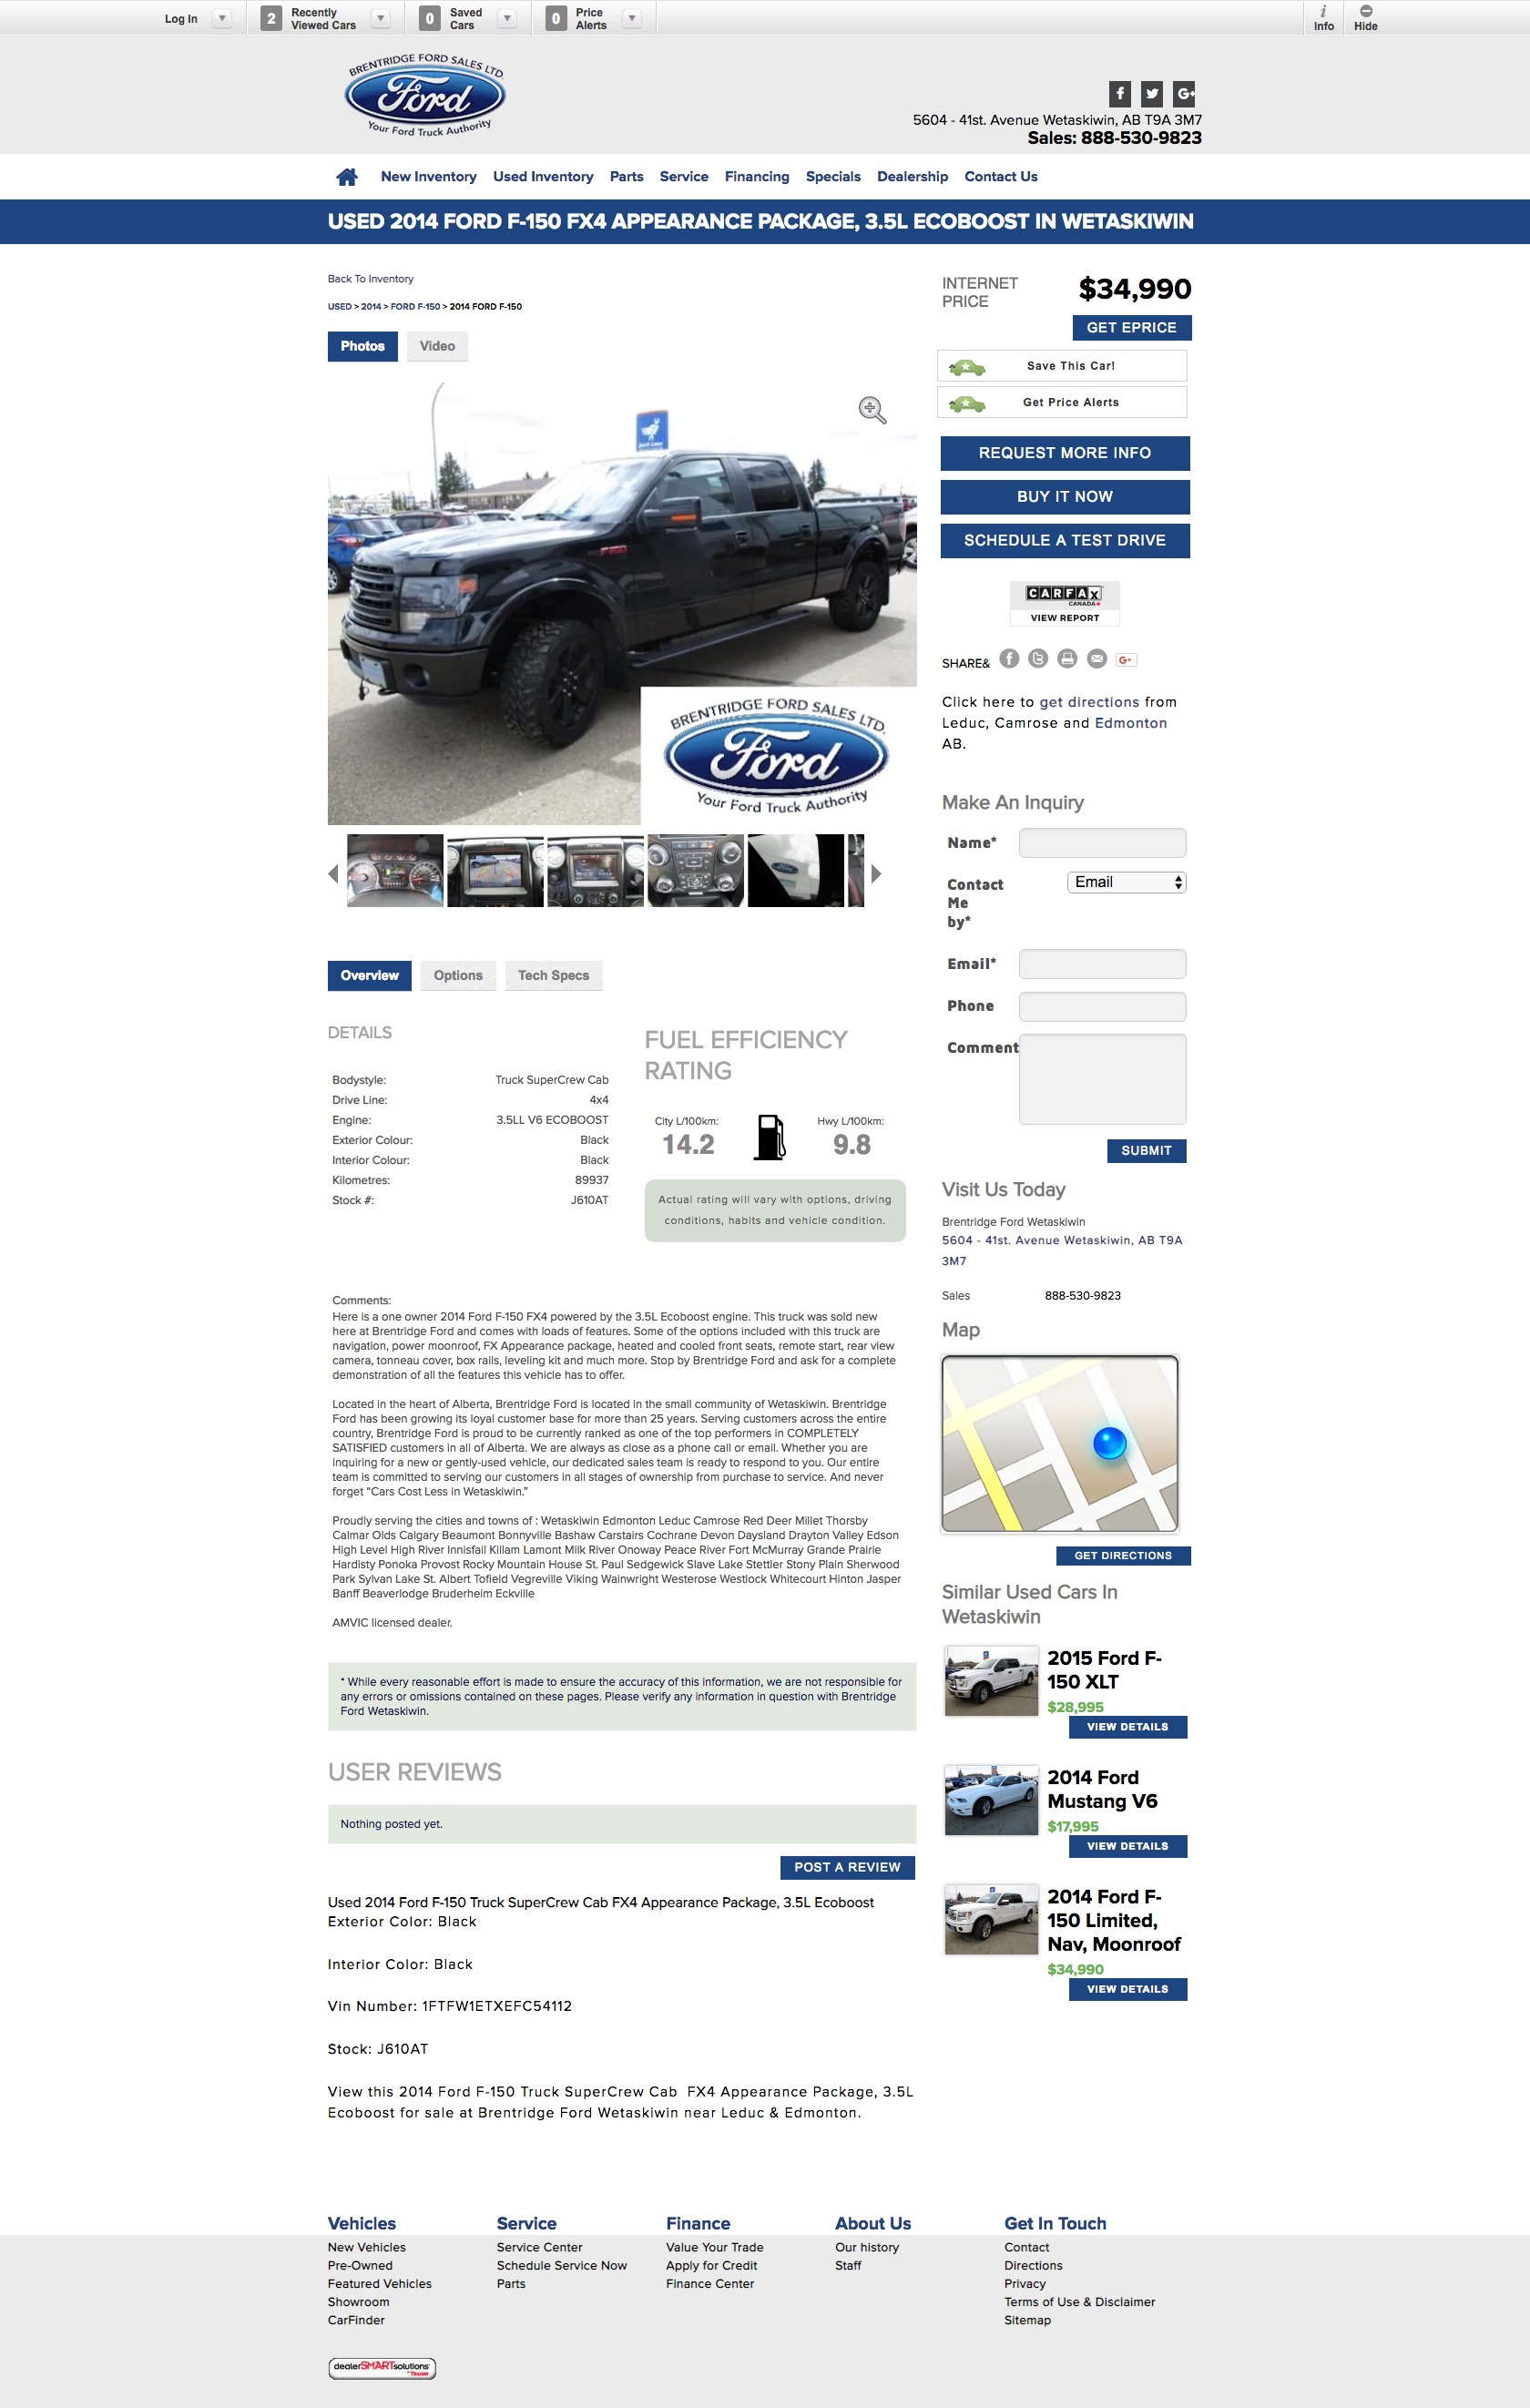 Log In
2 Recently Viewed Cars
0 Saved Cars
0 Price Alerts
Info
Hide
BRENTRIDGE FORD SALES LTD.
Ford
Your Ford Truck Authority
5604 - 41st. Avenue Wetaskiwin, AB T9A 3M7
Sales: 888-530-9823
New Inventory Used Inventory Parts Service Financing Specials Dealership Contact Us
USED 2014 FORD F-150 FX4 APPEARANCE PACKAGE, 3.5L ECOBOOST IN WETASKIWIN
Back To Inventory
USED > 2014 > FORD F-150 > 2014 FORD F-150
Photos Video
F150
BRENTRIDGE FORD SALES LTD.
Ford
Your Ford Truck Authority
Overview Options Tech Specs
DETAILS
Bodystyle: Truck SuperCrew Cab
Drive Line: 4x4
Engine: 3.5LL V6 ECOBOOST
Exterior Colour: Black
Interior Colour: Black
Kilometres: 89937
Stock #: J610AT
FUEL EFFICIENCY
RATING
City L/100km: Hwy L/100km:
14.2 9.8
Actual rating will vary with options, driving
conditions, habits and vehicle condition.
Comments:
Here is a one owner 2014 Ford F-150 FX4 powered by the 3.5L Ecoboost engine. This truck was sold new
here at Brentridge Ford and comes with loads of features. Some of the options included with this truck are
navigation, power moonroof, FX Appearance package, heated and cooled front seats, remote start, rear view
camera, tonneau cover, box rails, leveling kit and much more. Stop by Brentridge Ford and ask for a complete
demonstration of all the features this vehicle has to offer.
Located in the heart of Alberta, Brentridge Ford is located in the small community of Wetaskiwin. Brentridge
Ford has been growing its loyal customer base for more than 25 years. Serving customers across the entire
country, Brentridge Ford is proud to be currently ranked as one of the top performers in COMPLETELY
SATISFIED customers in all of Alberta. We are always as close as a phone call or email. Whether you are
inquiring for a new or gently-used vehicle, our dedicated sales team is ready to respond to you. Our entire
team is committed to serving our customers in all stages of ownership from purchase to service. And never
forget “Cars Cost Less in Wetaskiwin.”
Proudly serving the cities and towns of : Wetaskiwin Edmonton Leduc Camrose Red Deer Millet Thorsby
Calmar Olds Calgary Beaumont Bonnyville Bashaw Carstairs Cochrane Devon Daysland Drayton Valley Edson
High Level High River Innisfail Killam Lamont Milk River Onoway Peace River Fort McMurray Grande Prairie
Hardisty Ponoka Provost Rocky Mountain House St. Paul Sedgewick Slave Lake Stettler Stony Plain Sherwood
Park Sylvan Lake St. Albert Tofield Vegreville Viking Wainwright Westerose Westlock Whitecourt Hinton Jasper
Banff Beaverlodge Bruderheim Eckville
AMVIC licensed dealer.
* While every reasonable effort is made to ensure the accuracy of this information, we are not responsible for
any errors or omissions contained on these pages. Please verify any information in question with Brentridge
Ford Wetaskiwin.
USER REVIEWS
Nothing posted yet.
POST A REVIEW
Used 2014 Ford F-150 Truck SuperCrew Cab FX4 Appearance Package, 3.5L Ecoboost
Exterior Color: Black
Interior Color: Black
Vin Number: 1FTFW1ETXEFC54112
Stock: J610AT
View this 2014 Ford F-150 Truck SuperCrew Cab FX4 Appearance Package, 3.5L
Ecoboost for sale at Brentridge Ford Wetaskiwin near Leduc & Edmonton.
INTERNET
PRICE
$34,990
GET EPRICE
Save This Car!
Get Price Alerts
REQUEST MORE INFO
BUY IT NOW
SCHEDULE A TEST DRIVE
CARFAX
CANADA
VIEW REPORT
SHARE&
Click here to get directions from
Leduc, Camrose and Edmonton
AB.
Make An Inquiry
Name*
Contact
Me
by*
Email
Email*
Phone
Comment
SUBMIT
Visit Us Today
Brentridge Ford Wetaskiwin
5604 - 41st. Avenue Wetaskiwin, AB T9A
3M7
Sales 888-530-9823
Map
GET DIRECTIONS
Similar Used Cars In
Wetaskiwin
2015 Ford F-
150 XLT
$28,995
VIEW DETAILS
2014 Ford
Mustang V6
$17,995
VIEW DETAILS
2014 Ford F-
150 Limited,
Nav, Moonroof
$34,990
VIEW DETAILS
Vehicles
New Vehicles
Pre-Owned
Featured Vehicles
Showroom
CarFinder
Service
Service Center
Schedule Service Now
Parts
Finance
Value Your Trade
Apply for Credit
Finance Center
About Us
Our history
Staff
Get In Touch
Contact
Directions
Privacy
Terms of Use & Disclaimer
Sitemap
dealerSMARTsolutions